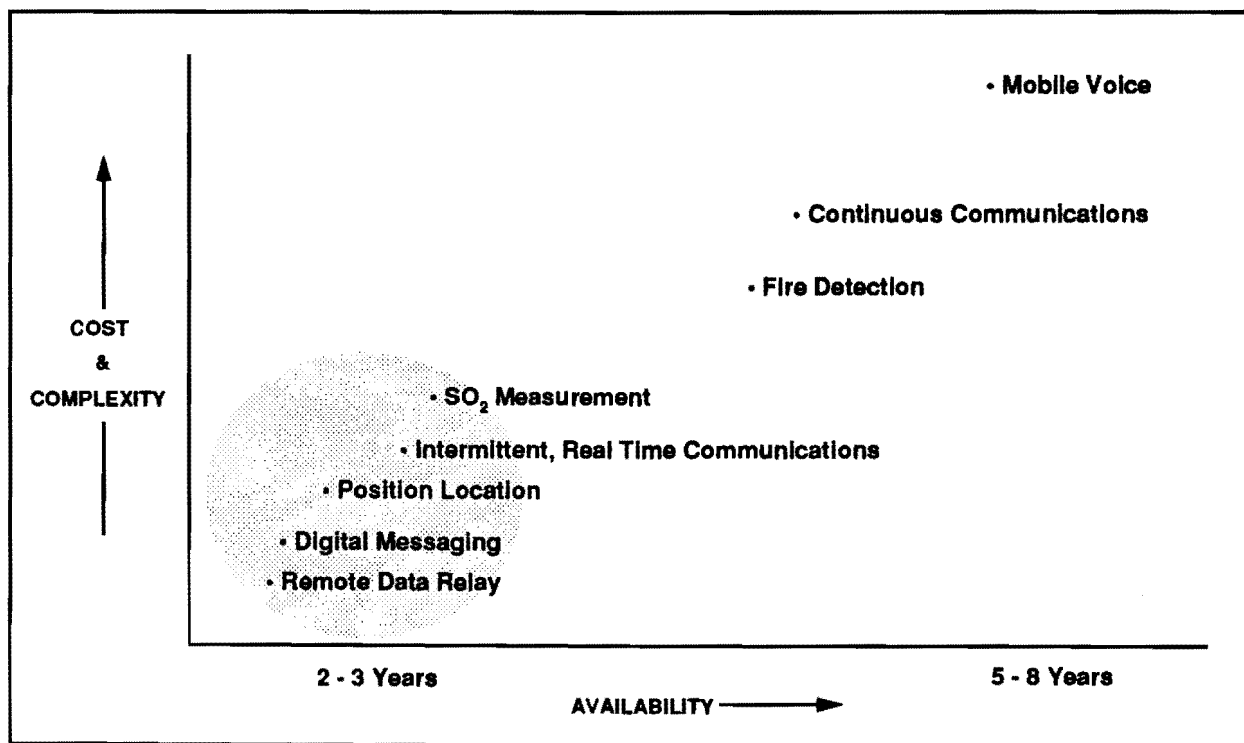 • Mobile Voice
• Continuous Communications
• Fire Detection
COST
&
COMPLEXITY
• SO₂ Measurement
• Intermittent, Real Time Communications
• Position Location
• Digital Messaging
• Remote Data Relay
2 - 3 Years
5 - 8 Years
AVAILABILITY